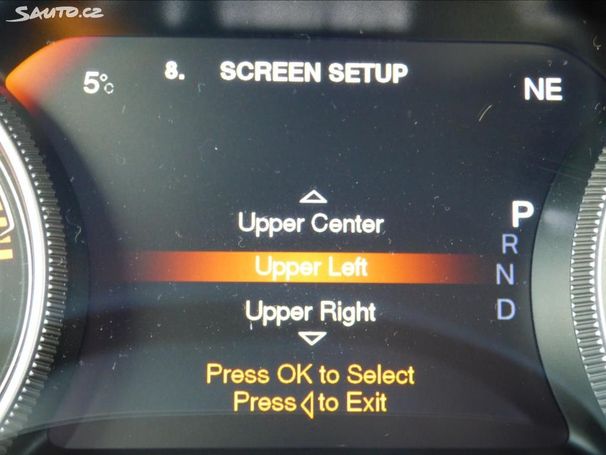 Sauto.cz
5°C
8. SCREEN SETUP
NE
Upper Center
Upper Left
Upper Right
P
R
N
D
Press OK to Select
Press ◁ to Exit